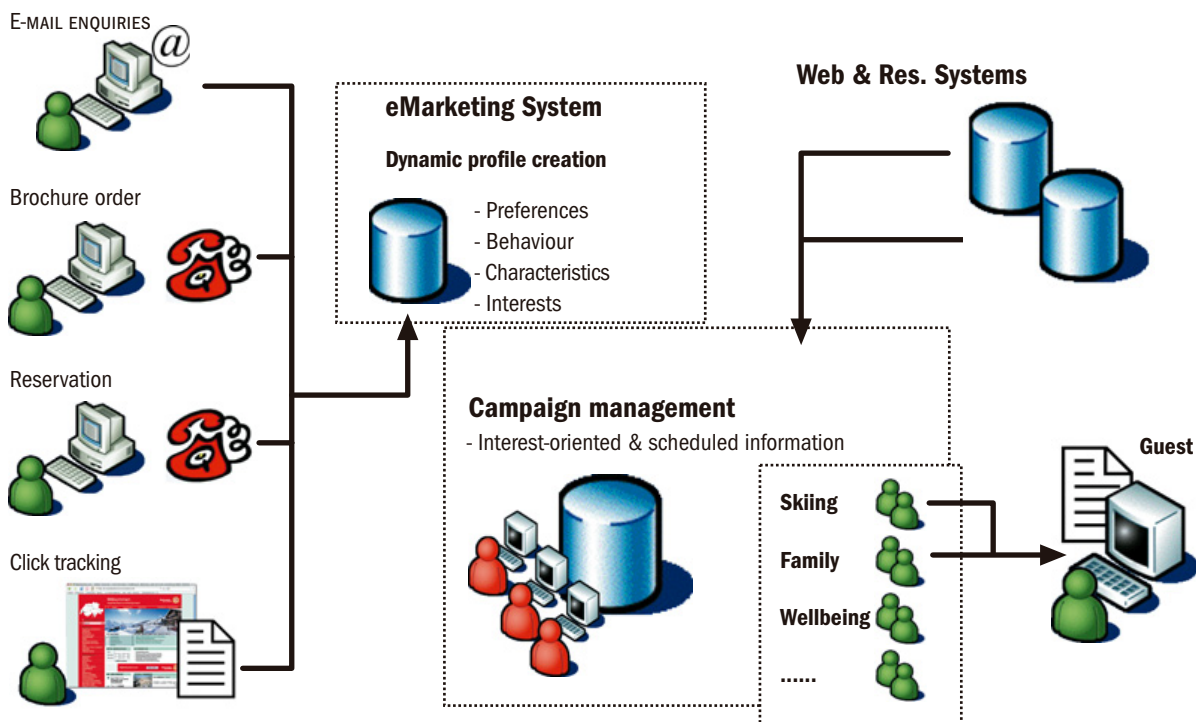 E-MAIL ENQUIRIES
@
Brochure order
Reservation
Click tracking
eMarketing System
Dynamic profile creation
- Preferences
- Behaviour
- Characteristics
- Interests
Web & Res. Systems
Campaign management
- Interest-oriented & scheduled information
Skiing
Family
Wellbeing
......
Guest